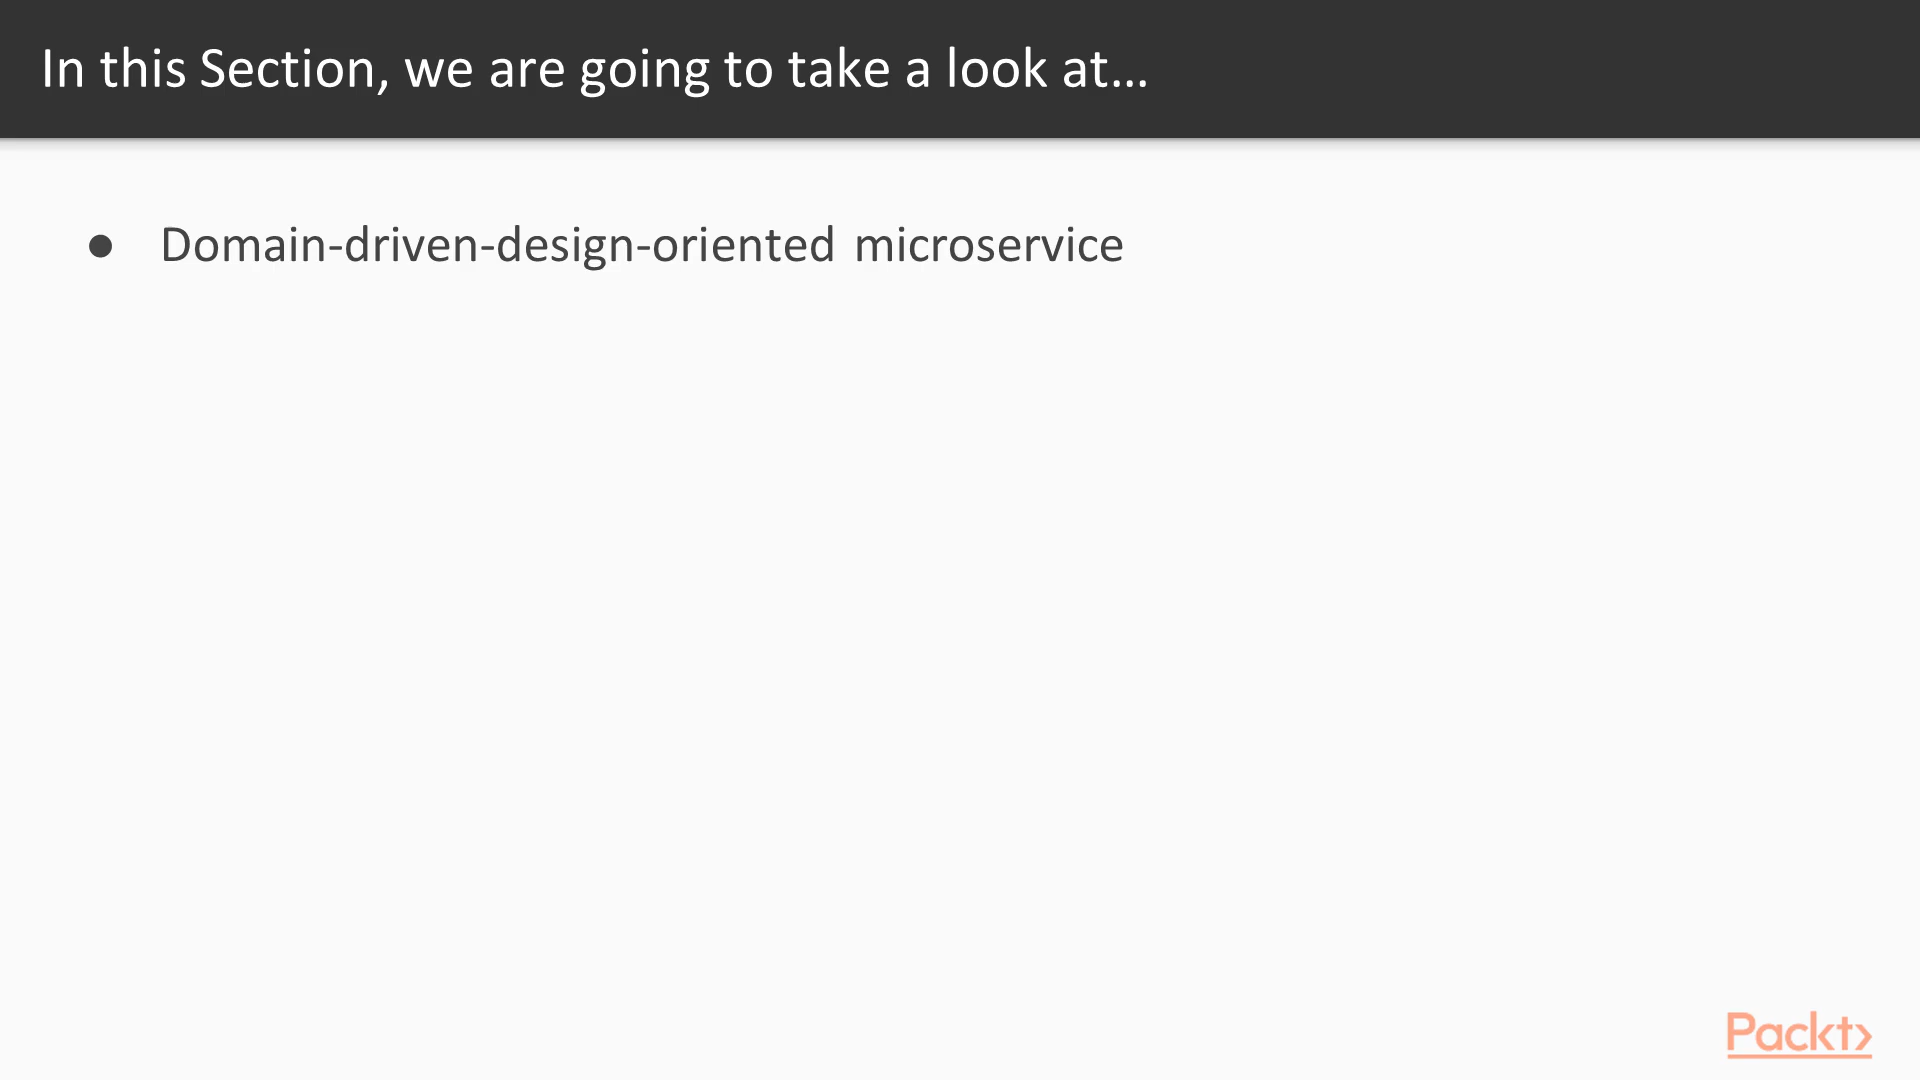 In this Section, we are going to take a look at...
● Domain-driven-design-oriented microservice
Packt>